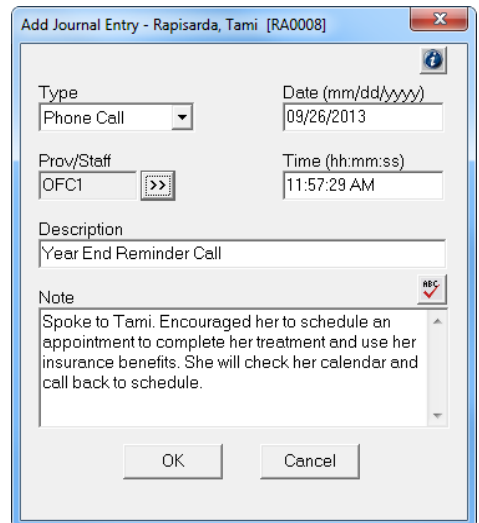 Add Journal Entry - Rapisarda, Tami [RA0008]
Type
Date (mm/dd/yyyy)
Phone Call
09/26/2013
Prov/Staff
Time (hh:mm:ss)
OFC1
>>
11:57:29 AM
Description
Year End Reminder Call
ABC
Note
Spoke to Tami. Encouraged her to schedule an
appointment to complete her treatment and use her
insurance benefits. She will check her calendar and
call back to schedule.
OK
Cancel